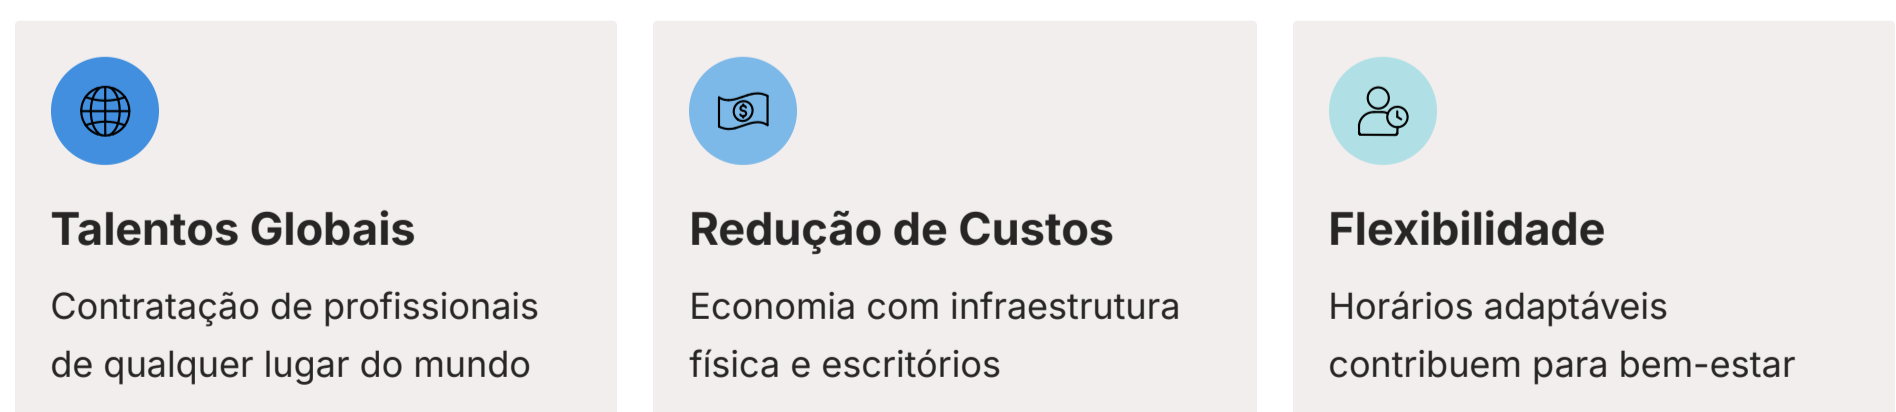 Talentos Globais
Contratação de profissionais
de qualquer lugar do mundo
Redução de Custos
Economia com infraestrutura
física e escritórios
Flexibilidade
Horários adaptáveis
contribuem para bem-estar